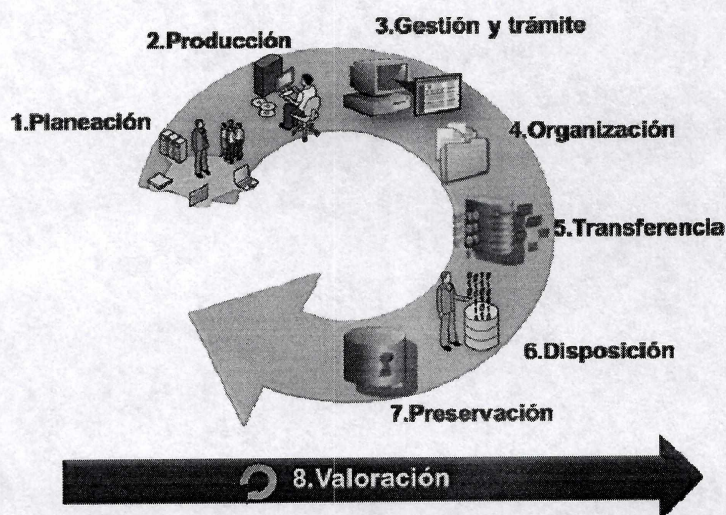 1.Planeación
2.Producción
3.Gestión y trámite
4.Organización
5.Transferencia
6.Disposición
7.Preservación
8.Valoración